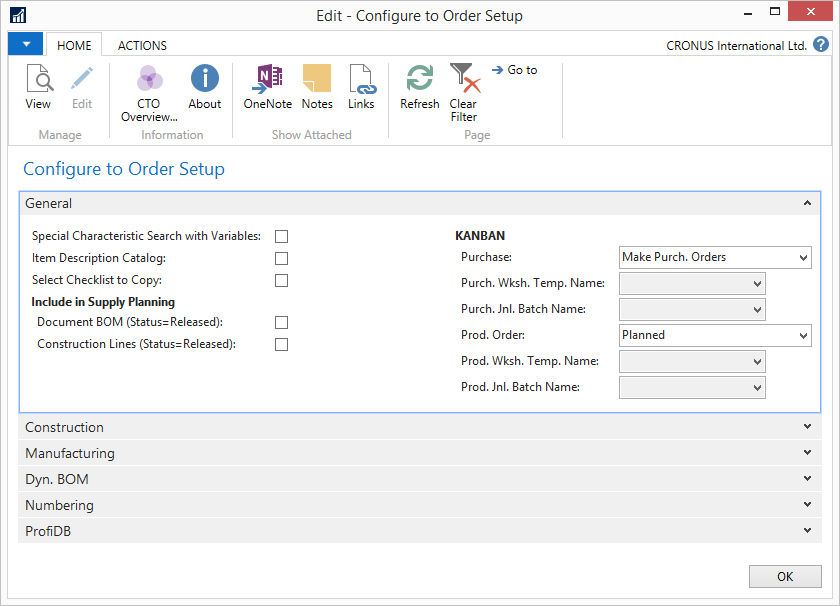 Edit - Configure to Order Setup
HOME
ACTIONS
CRONUS International Ltd.
View
Edit
Manage
CTO
Overview...
About
Information
OneNote
Notes
Links
Show Attached
Refresh
Clear
Filter
Go to
Page
Configure to Order Setup
General
Special Characteristic Search with Variables:
Item Description Catalog:
Select Checklist to Copy:
Include in Supply Planning
Document BOM (Status=Released):
Construction Lines (Status=Released):
KANBAN
Purchase: Make Purch. Orders
Purch. Wksh. Temp. Name:
Purch. Jnl. Batch Name:
Prod. Order: Planned
Prod. Wksh. Temp. Name:
Prod. Jnl. Batch Name:
Construction
Manufacturing
Dyn. BOM
Numbering
ProfiDB
OK